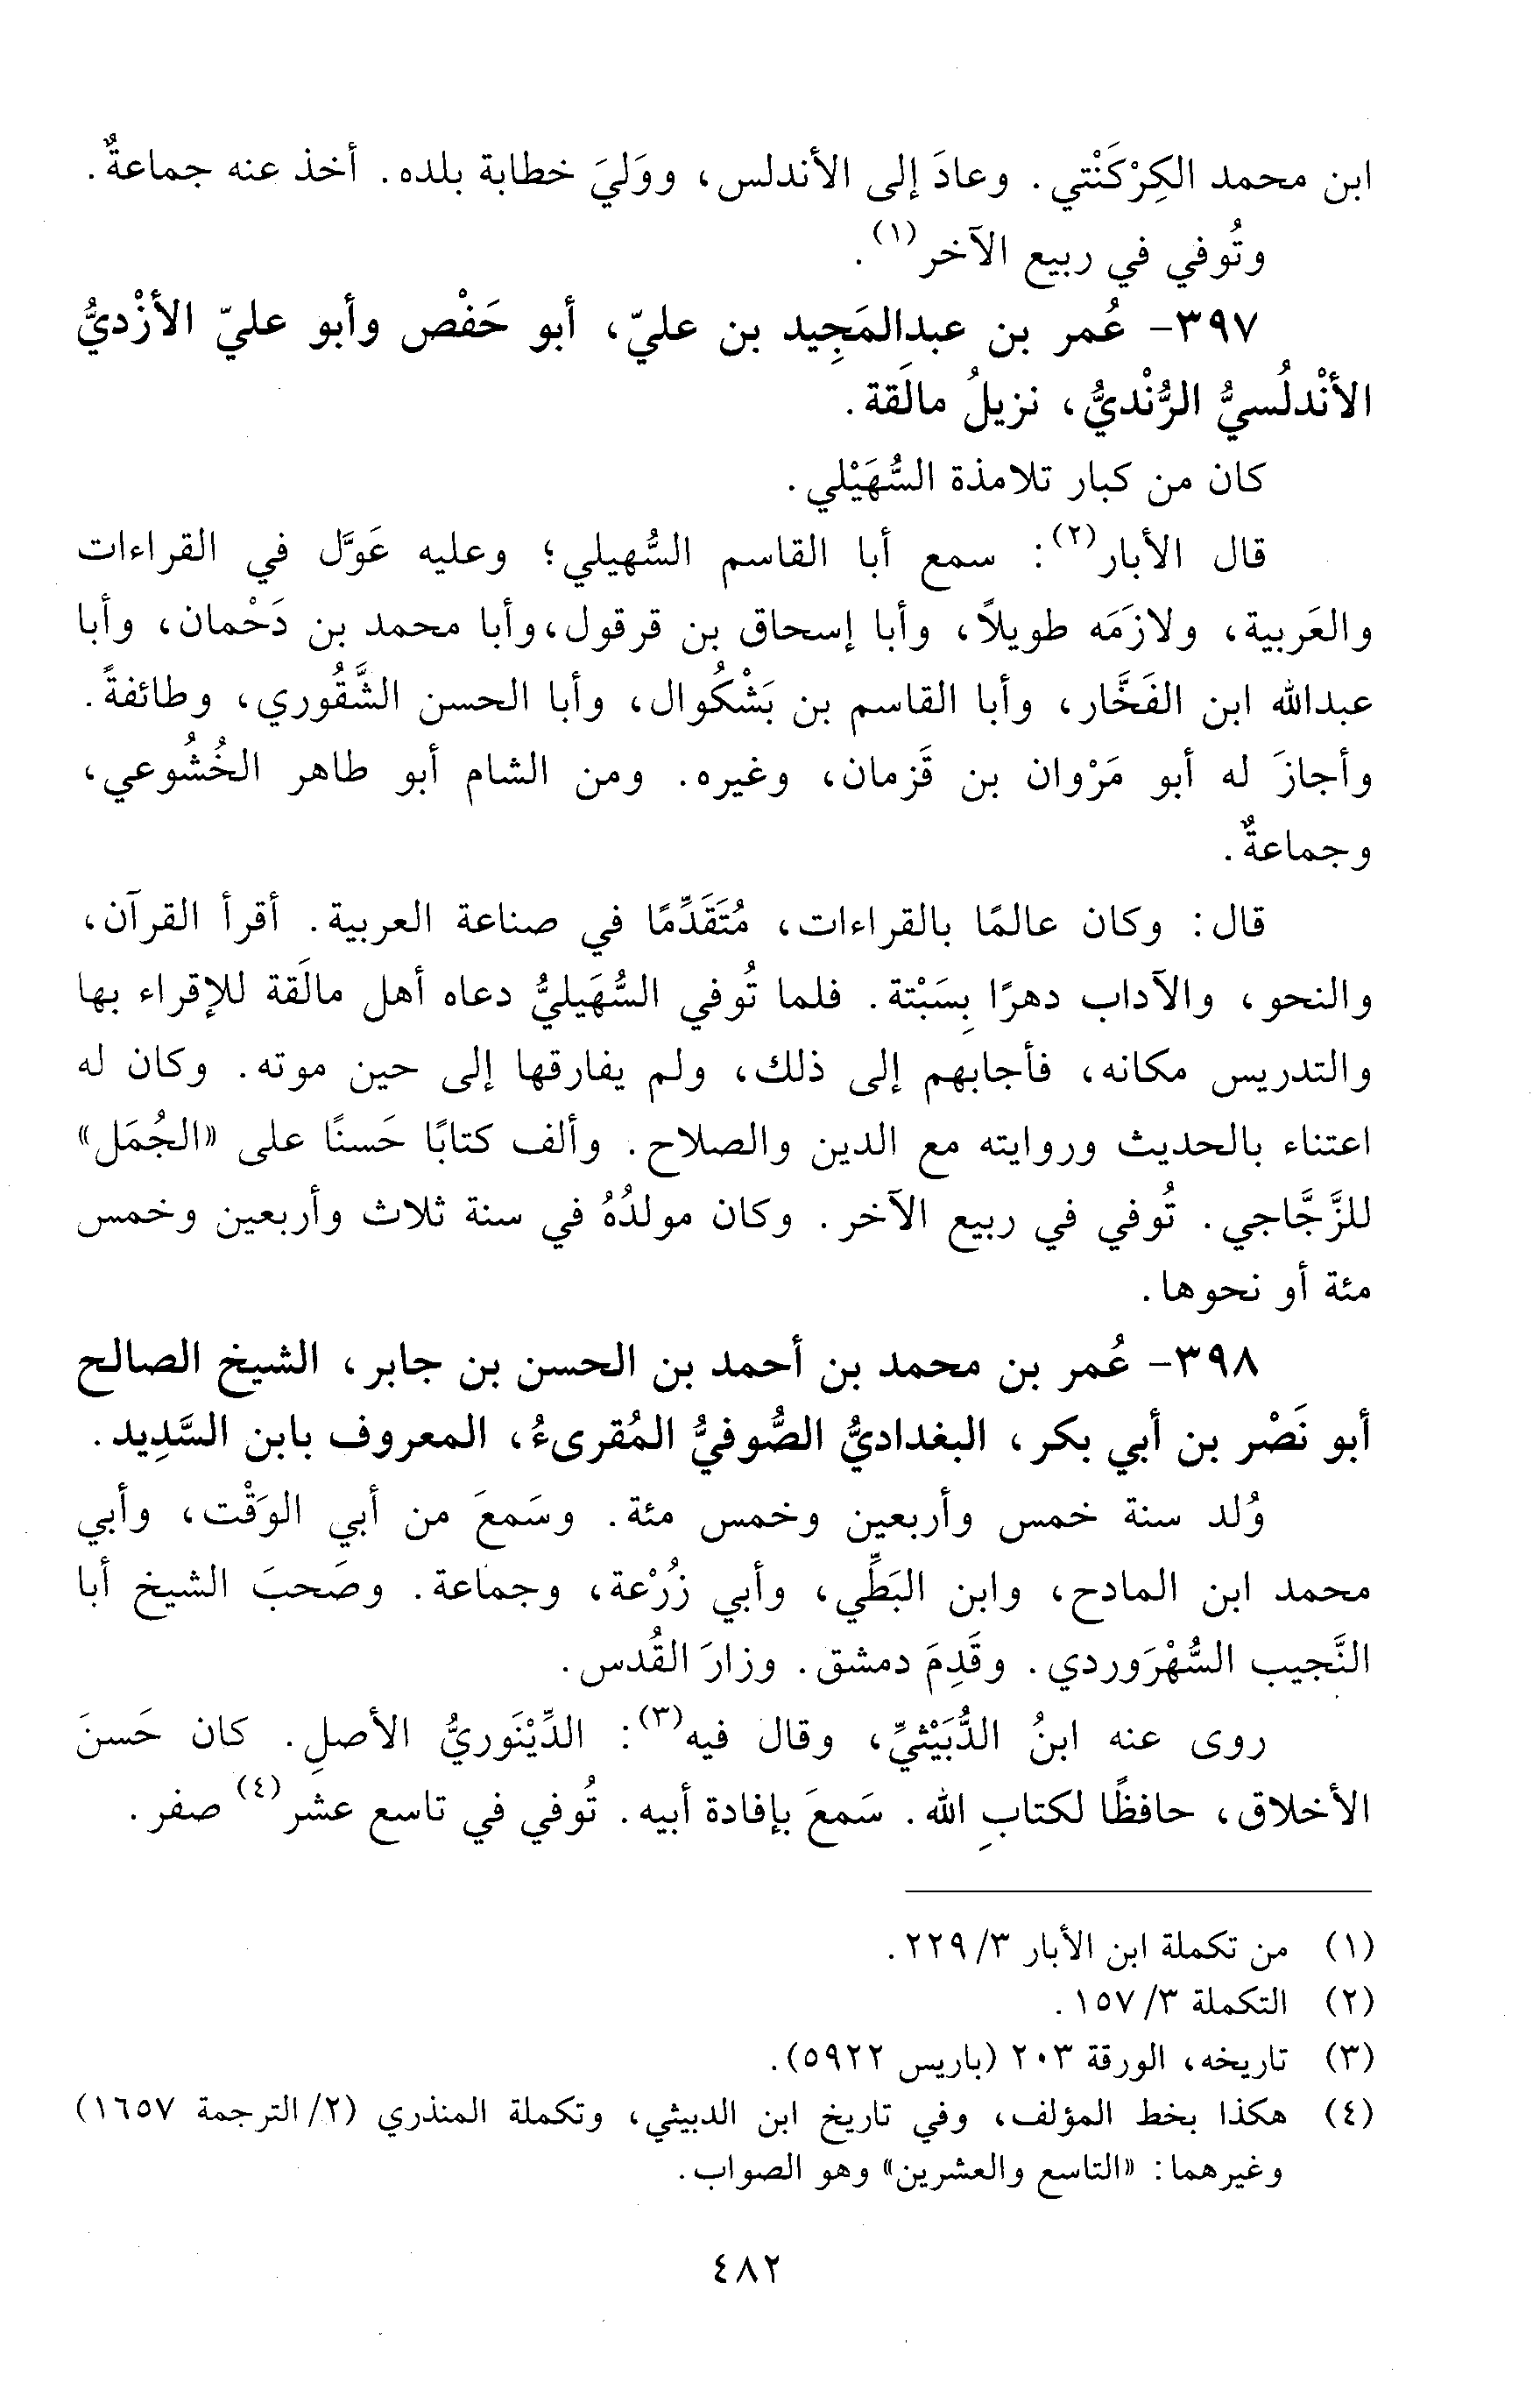 ابن محمد الكِرْكَنْتي. وعادَ إلى الأندلس، ووَليَ خطابة بلده. أخذ عنه جماعةٌ.
وتُوفي في ربيع الآخر(١).
٣٩٧- عُمر بن عبدالمَجِيد بن عليّ، أبو حَفْص وأبو عليّ الأزْديُّ
الأنْدلُسيُّ الرُّنْديُّ، نزيلُ مالَقة.
كان من كبار تلامذة السُّهَيْلي.
قال الأبار(٢): سمع أبا القاسم السُّهيلي؛ وعليه عَوَّل في القراءات
والعَربية، ولازَمَه طويلاً، وأبا إسحاق بن قرقول،وأبا محمد بن دَحْمان، وأبا
عبدالله ابن الفَخَّار، وأبا القاسم بن بَشْكُوال، وأبا الحسن الشَّقُوري، وطائفةً.
وأجازَ له أبو مَرْوان بن قَزمان، وغيره. ومن الشام أبو طاهر الخُشُوعي،
وجماعةٌ.
قال: وكان عالمًا بالقراءات، مُتَقَدِّمًا في صناعة العربية. أقرأ القرآن،
والنحو، والآداب دهرًا بِسَبْتة. فلما تُوفي السُّهَيليُّ دعاه أهل مالَقة للإقراء بها
والتدريس مكانه، فأجابهم إلى ذلك، ولم يفارقها إلى حين موته. وكان له
اعتناء بالحديث وروايته مع الدين والصلاح. وألف كتابًا حَسنًا على «الجُمَل»
للزَّجَّاجي. تُوفي في ربيع الآخر. وكان مولدُهُ في سنة ثلاث وأربعين وخمس
مئة أو نحوها.
٣٩٨- عُمر بن محمد بن أحمد بن الحسن بن جابر، الشيخ الصالح
أبو نَصْر بن أبي بكر، البغداديُّ الصُّوفيُّ المُقرىءُ، المعروف بابن السَّدِيد.
وُلد سنة خمس وأربعين وخمس مئة. وسَمعَ من أبي الوَقْت، وأبي
محمد ابن المادح، وابن البَطِّي، وأبي زُرْعة، وجماعة. وصَحبَ الشيخ أبا
النَّجيب السُّهْرَوردي. وقَدِمَ دمشق. وزارَ القُدس.
روى عنه ابنُ الدُّبَيْثيِّ، وقال فيه(٣): الدِّيْنَوريُّ الأصلِ. كان حَسنَ
الأخلاق، حافظًا لكتابِ الله. سَمعَ بإفادة أبيه. تُوفي في تاسع عشر(٤) صفر.
(١) من تكملة ابن الأبار ٣/ ٢٢٩.
(٢) التكملة ٣/ ١٥٧.
(٣) تاريخه، الورقة ٢٠٣ (باريس ٥٩٢٢).
(٤) هكذا بخط المؤلف، وفي تاريخ ابن الدبيثي، وتكملة المنذري (٢/ الترجمة ١٦٥٧)
وغيرهما: «التاسع والعشرين» وهو الصواب.
٤٨٢